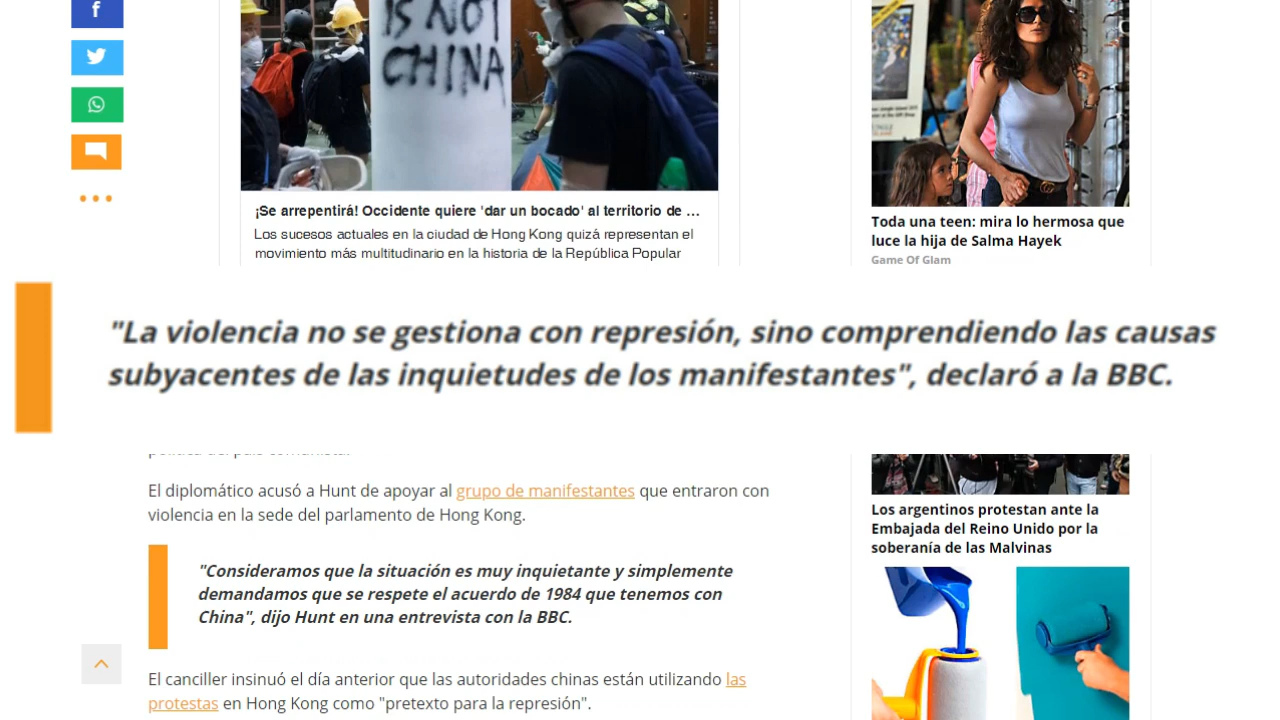 f
IS NOT
CHINA
¡Se arrepentirá! Occidente quiere 'dar un bocado' al territorio de ...
Los sucesos actuales en la ciudad de Hong Kong quizá representan el
movimiento más multitudinario en la historia de la República Popular
Toda una teen: mira lo hermosa que
luce la hija de Salma Hayek
Game Of Glam
"La violencia no se gestiona con represión, sino comprendiendo las causas
subyacentes de las inquietudes de los manifestantes", declaró a la BBC.
El diplomático acusó a Hunt de apoyar al grupo de manifestantes que entraron con
violencia en la sede del parlamento de Hong Kong.
"Consideramos que la situación es muy inquietante y simplemente
demandamos que se respete el acuerdo de 1984 que tenemos con
China", dijo Hunt en una entrevista con la BBC.
El canciller insinuó el día anterior que las autoridades chinas están utilizando las
protestas en Hong Kong como "pretexto para la represión".
Los argentinos protestan ante la
Embajada del Reino Unido por la
soberanía de las Malvinas